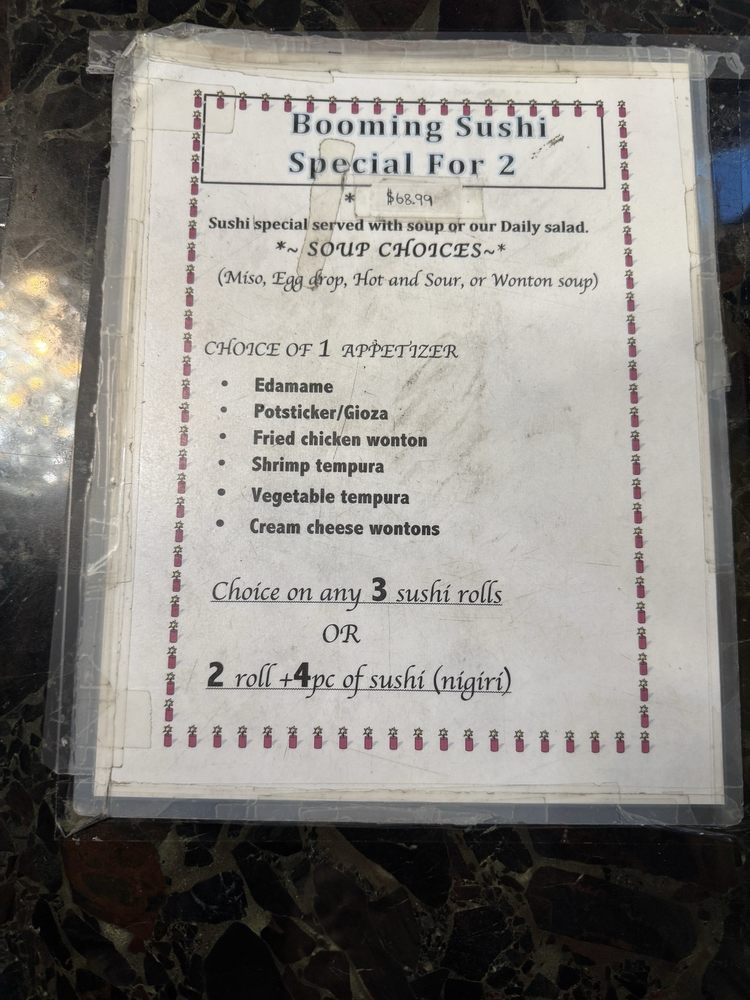 Booming Sushi
Special For 2
* $68.99
Sushi special served with soup or our Daily salad.
*~ SOUP CHOICES~*
(Miso, Egg drop, Hot and Sour, or Wonton soup)
CHOICE OF 1 APPETIZER
• Edamame
• Potsticker/Gioza
• Fried chicken wonton
• Shrimp tempura
• Vegetable tempura
• Cream cheese wontons
Choice on any 3 sushi rolls
OR
2 roll +4pc of sushi (nigiri)